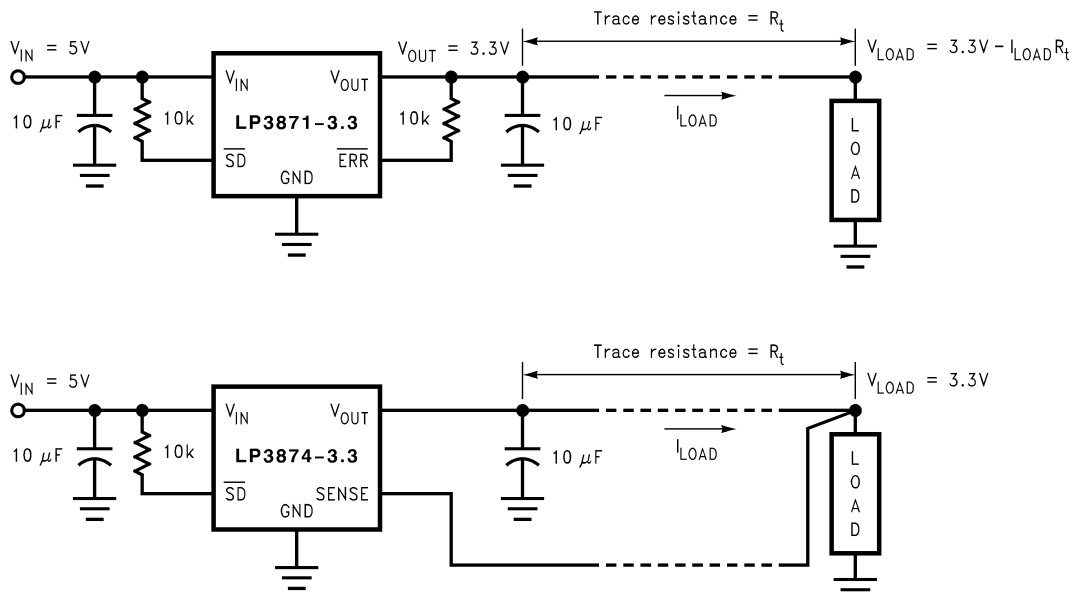 Trace resistance = Rt
VIN = 5V
VOUT = 3.3V
VLOAD = 3.3V - ILOADRt
VIN
VOUT
10 μF
10k
LP3871-3.3
10k
10 μF
ILOAD
SD
ERR
GND
LOAD
Trace resistance = Rt
VIN = 5V
VLOAD = 3.3V
VIN
VOUT
10 μF
10k
LP3874-3.3
10 μF
ILOAD
SD
SENSE
GND
LOAD